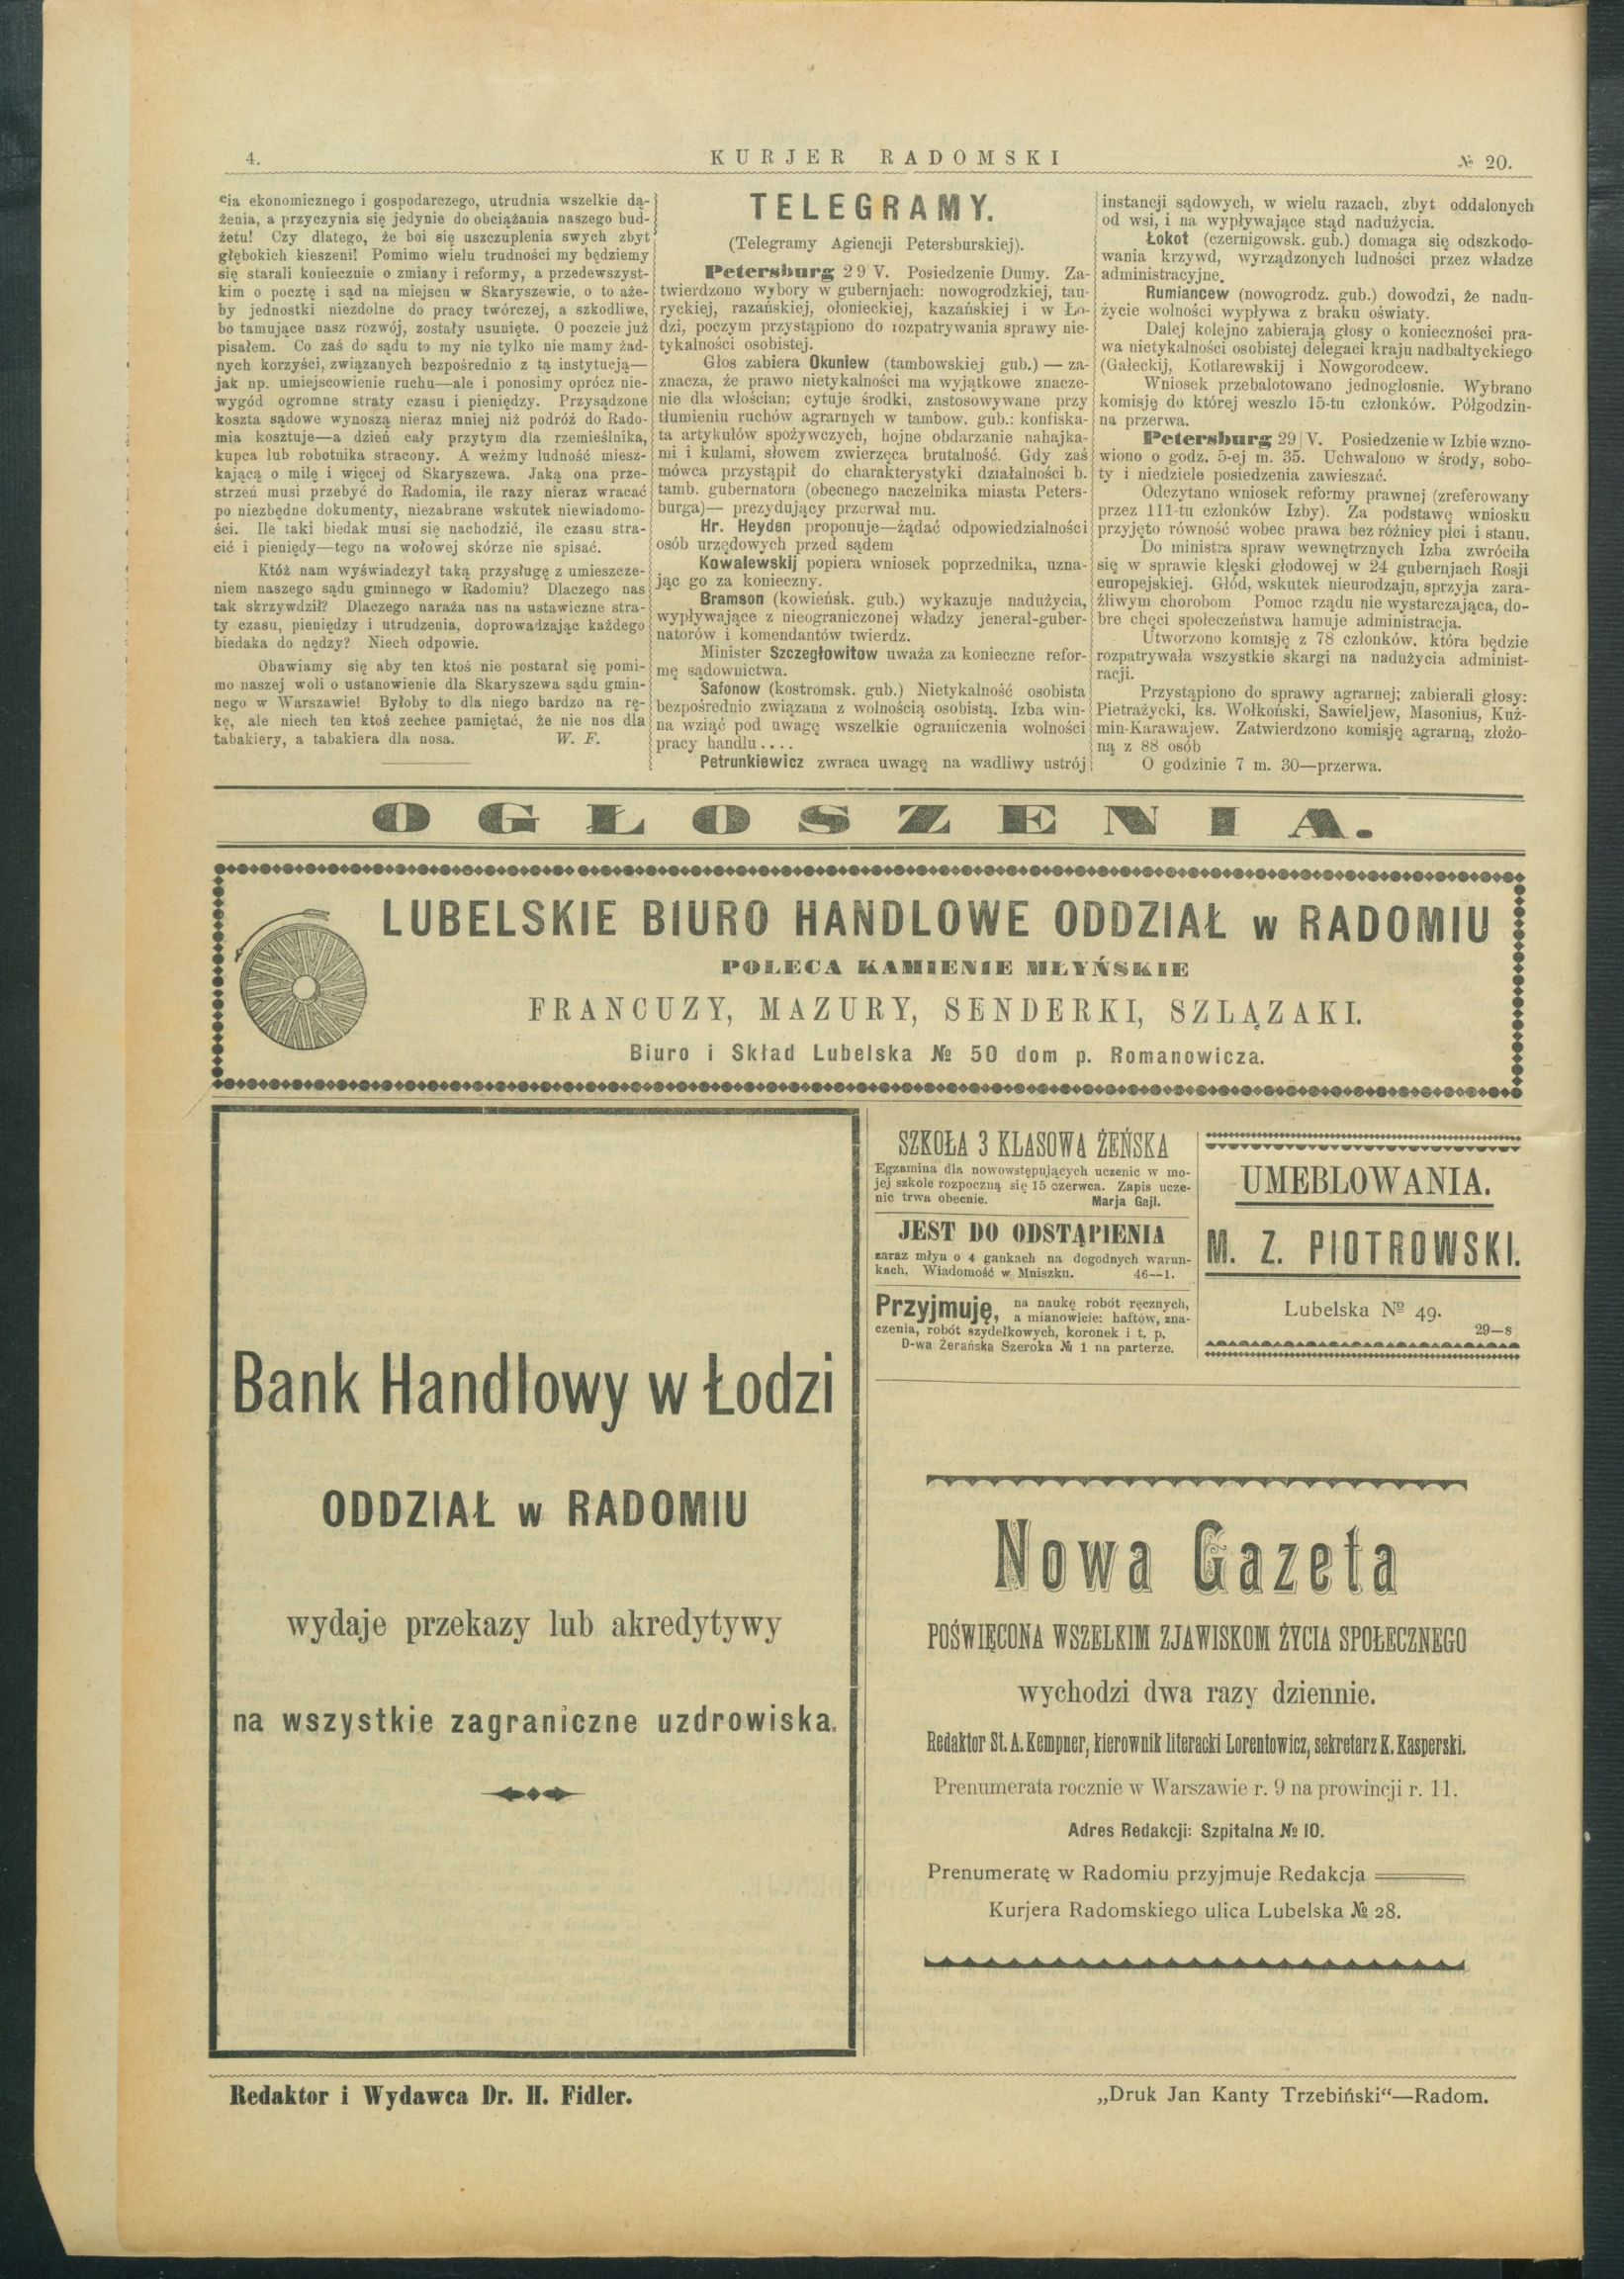 4.
KURJER RADOMSKI
№ 20.
cia ekonomicznego i gospodarczego, utrudnia wszelkie dą-
żenia, a przyczynia się jedynie do obciążania naszego bud-
żetu! Czy dlatego, że boi się uszczuplenia swych zbyt
głębokich kieszeni! Pomimo wielu trudności my będziemy
się starali koniecznie o zmiany i reformy, a przedewszyst-
kim o pocztę i sąd na miejscu w Skaryszewie, o to aże-
by jednostki niezdolne do pracy twórczej, a szkodliwe,
bo tamujące nasz rozwój, zostały usunięte. O poczcie już
pisałem. Co zaś do sądu to my nie tylko nie mamy żad-
nych korzyści, związanych bezpośrednio z tą instytucją—
jak np. umiejscowienie ruchu—ale i ponosimy oprócz nie-
wygód ogromne straty czasu i pieniędzy. Przysądzone
koszta sądowe wynoszą nieraz mniej niż podróż do Rado-
mia kosztuje—a dzień cały przytym dla rzemieślnika,
kupca lub robotnika stracony. A weźmy ludność miesz-
kającą o milę i więcej od Skaryszewa. Jaką ona prze-
strzeń musi przebyć do Radomia, ile razy nieraz wracać
po niezbędne dokumenty, niezabrane wskutek niewiadomo-
ści. Ile taki biedak musi się nachodzić, ile czasu stra-
cić i pieniędy—tego na wołowej skórze nie spisać.
Któż nam wyświadczył taką przysługę z umieszcze-
niem naszego sądu gminnego w Radomiu? Dlaczego nas
tak skrzywdził? Dlaczego naraża nas na ustawiczne stra-
ty czasu, pieniędzy i utrudzenia, doprowadzając każdego
biedaka do nędzy? Niech odpowie.
Obawiamy się aby ten ktoś nie postarał się pomi-
mo naszej woli o ustanowienie dla Skaryszewa sądu gmin-
nego w Warszawie! Byłoby to dla niego bardzo na rę-
kę, ale niech ten ktoś zechce pamiętać, że nie nos dla
tabakiery, a tabakiera dla nosa. W. F.
TELEGRAMY.
(Telegramy Agiencji Petersburskiej).
Petersburg 29 V. Posiedzenie Dumy. Za-
twierdzono wybory w gubernjach: nowogrodzkiej, tau-
ryckiej, razańskiej, ołonieckiej, kazańskiej i w Ło-
dzi, poczym przystąpiono do rozpatrywania sprawy nie-
tykalności osobistej.
Głos zabiera Okuniew (tambowskiej gub.) — za-
znacza, że prawo nietykalności ma wyjątkowe znacze-
nie dla włościan; cytuje środki, zastosowywane przy
tłumieniu ruchów agrarnych w tambow. gub.: konfiska-
ta artykułów spożywczych, hojne obdarzanie nahajka-
mi i kulami, słowem zwierzęca brutalność. Gdy zaś
mówca przystąpił do charakterystyki działalności b.
tamb. gubernatora (obecnego naczelnika miasta Peters-
burga)— prezydujący przerwał mu.
Hr. Heyden proponuje—żądać odpowiedzialności
osób urzędowych przed sądem
Kowalewskij popiera wniosek poprzednika, uzna-
jąc go za konieczny.
Bramson (kowieńsk. gub.) wykazuje nadużycia,
wypływające z nieograniczonej władzy jenerał-guber-
natorów i komendantów twierdz.
Minister Szczegłowitow uważa za konieczne refor-
mę sądownictwa.
Safonow (kostromsk. gub.) Nietykalność osobista
bezpośrednio związana z wolnością osobistą. Izba win-
na wziąć pod uwagę wszelkie ograniczenia wolności
pracy handlu....
Petrunkiewicz zwraca uwagę na wadliwy ustrój
instancji sądowych, w wielu razach, zbyt oddalonych
od wsi, i na wypływające stąd nadużycia.
Łokot (czernigowsk. gub.) domaga się odszkodo-
wania krzywd, wyrządzonych ludności przez władze
administracyjne.
Rumiancew (nowogrodz. gub.) dowodzi, że nadu-
życie wolności wypływa z braku oświaty.
Dalej kolejno zabierają głosy o konieczności pra-
wa nietykalności osobistej delegaci kraju nadbałtyckiego
(Gałeckij, Kotlarewskij i Nowgorodcew.
Wniosek przebalotowano jednogłosnie. Wybrano
komisję do której weszło 15-tu członków. Półgodzin-
na przerwa.
Petersburg 29|V. Posiedzenie w Izbie wzno-
wiono o godz. 5-ej m. 35. Uchwalono w środy, sobo-
ty i niedziele posiedzenia zawieszać.
Odczytano wniosek reformy prawnej (zreferowany
przez 111-tu członków Izby). Za podstawę wniosku
przyjęto równość wobec prawa bez różnicy płci i stanu.
Do ministra spraw wewnętrznych Izba zwróciła
się w sprawie klęski głodowej w 24 gubernjach Rosji
europejskiej. Głód, wskutek nieurodzaju, sprzyja zara-
źliwym chorobom Pomoc rządu nie wystarczająca, do-
bre chęci społeczeństwa hamuje administracja.
Utworzono komisję z 78 członków, która będzie
rozpatrywała wszystkie skargi na nadużycia administ-
racji.
Przystąpiono do sprawy agrarnej; zabierali głosy:
Pietrażycki, ks. Wołkoński, Sawieljew, Masonius, Kuź-
min-Karawajew. Zatwierdzono komisję agrarną, złożo-
ną z 88 osób
O godzinie 7 m. 30—przerwa.
OGŁOSZENIA.
LUBELSKIE BIURO HANDLOWE ODDZIAŁ w RADOMIU
POLECA KAMIENIE MŁYŃSKIE
FRANCUZY, MAZURY, SENDERKI, SZLĄZAKI.
Biuro i Skład Lubelska № 50 dom p. Romanowicza.
Bank Handlowy w Łodzi
ODDZIAŁ w RADOMIU
wydaje przekazy lub akredytywy
na wszystkie zagraniczne uzdrowiska.
SZKOŁA 3 KLASOWA ŻEŃSKA
Egzamina dla nowowstępujących uczenic w mo-
jej szkole rozpoczną się 15 czerwca. Zapis ucze-
nic trwa obecnie. Marja Gajl.
JEST DO ODSTĄPIENIA
zaraz młyn o 4 gankach na dogodnych warun-
kach. Wiadomość w Mniszku. 46—1.
Przyjmuję, na naukę robót ręcznych,
a mianowicie: haftów, zna-
czenia, robót szydełkowych, koronek i t. p.
D-wa Żerańska Szeroka № 1 na parterze.
UMEBLOWANIA.
M. Z. PIOTROWSKI.
Lubelska Nº 49.
29—8
Nowa Gazeta
POŚWIĘCONA WSZELKIM ZJAWISKOM ŻYCIA SPOŁECZNEGO
wychodzi dwa razy dziennie.
Redaktor St. A. Kempner, kierownik literacki Lorentowicz, sekretarz K. Kasperski.
Prenumerata rocznie w Warszawie r. 9 na prowincji r. 11.
Adres Redakcji: Szpitalna № 10.
Prenumeratę w Radomiu przyjmuje Redakcja
Kurjera Radomskiego ulica Lubelska № 28.
Redaktor i Wydawca Dr. H. Fidler.
„Druk Jan Kanty Trzebiński“—Radom.